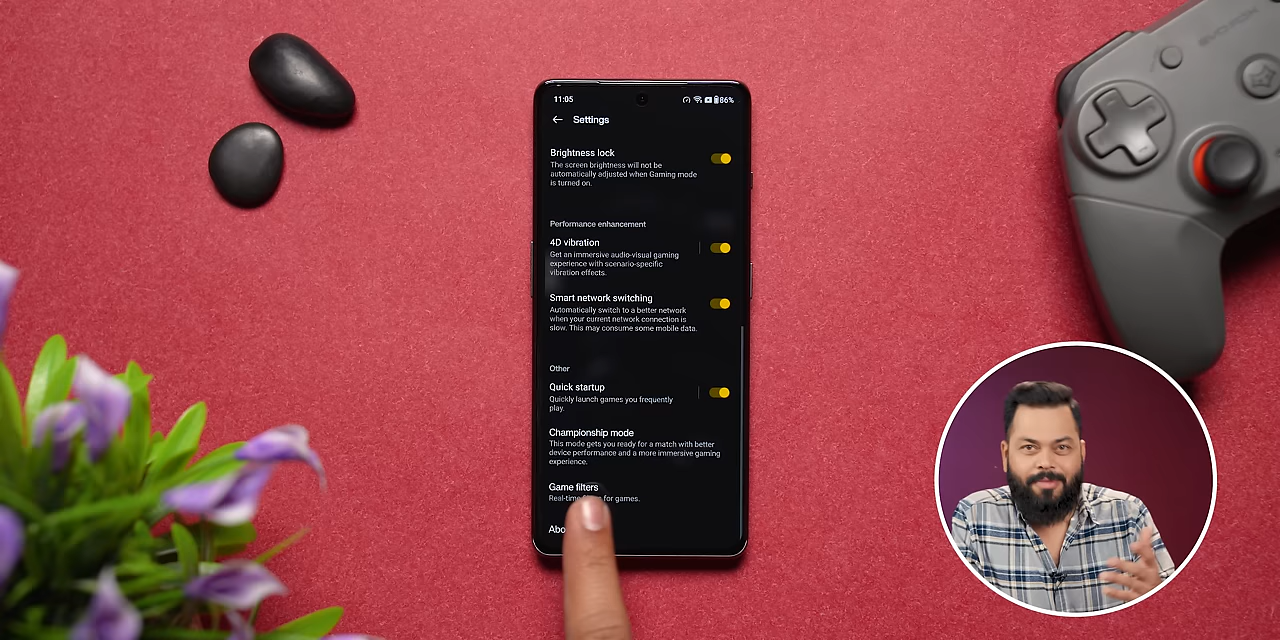 11:05
86%
Settings
Brightness lock
The screen brightness will not be
automatically adjusted when Gaming mode
is turned on.
Performance enhancement
4D vibration
Get an immersive audio-visual gaming
experience with scenario-specific
vibration effects.
Smart network switching
Automatically switch to a better network
when your current network connection is
slow. This may consume some mobile data.
Other
Quick startup
Quickly launch games you frequently
play.
Championship mode
This mode gets you ready for a match with better
device performance and a more immersive gaming
experience.
Game filters
Real-time for games.